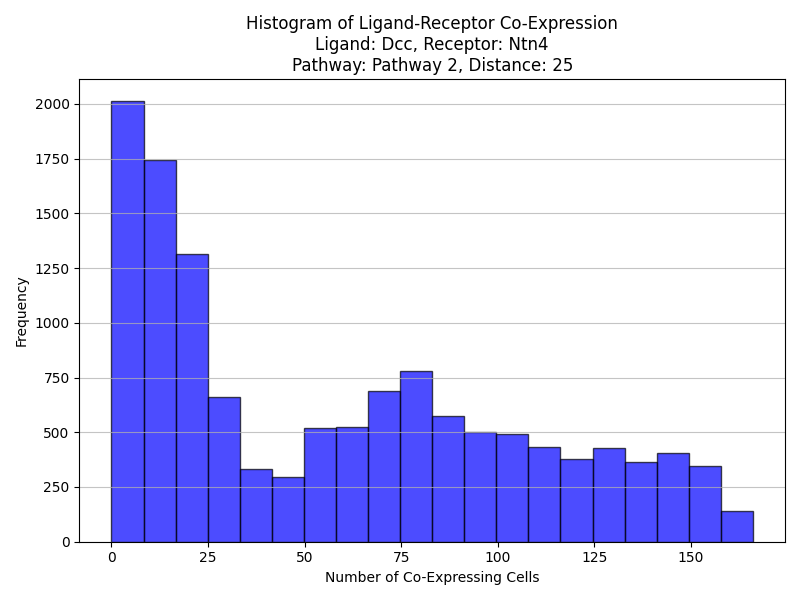 Histogram of Ligand-Receptor Co-Expression
Ligand: Dcc, Receptor: Ntn4
Pathway: Pathway 2, Distance: 25
2000
1750
1500
1250
1000
750
500
250
0
Frequency
0 25 50 75 100 125 150
Number of Co-Expressing Cells